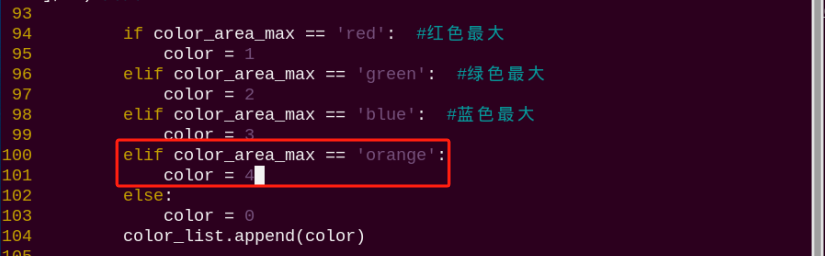 93
94 if color_area_max == 'red': #红色最大
95 color = 1
96 elif color_area_max == 'green': #绿色最大
97 color = 2
98 elif color_area_max == 'blue': #蓝色最大
99 color = 3
100 elif color_area_max == 'orange':
101 color = 4
102 else:
103 color = 0
104 color_list.append(color)
105